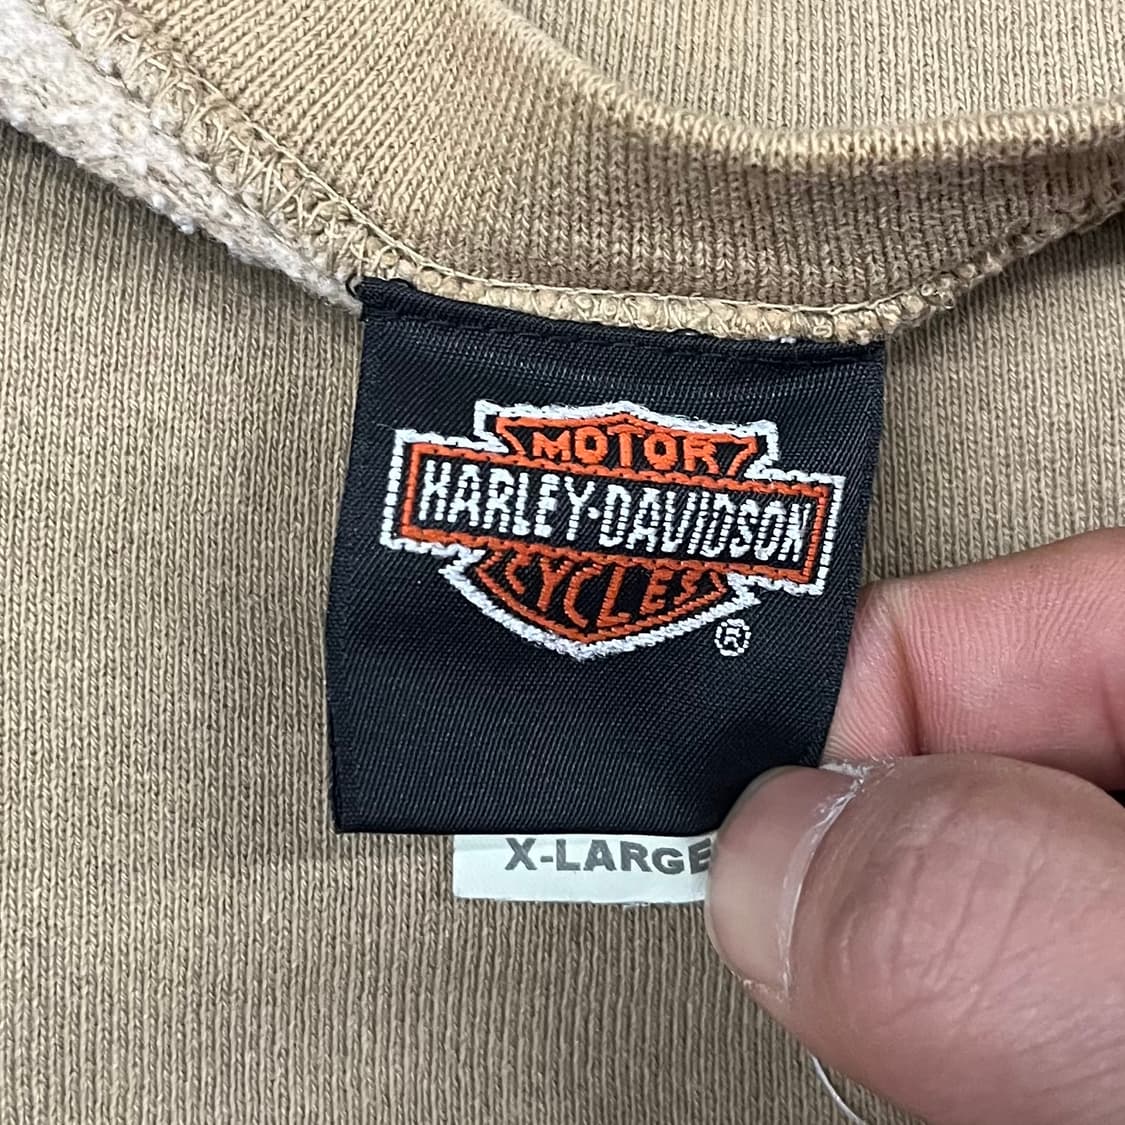 MOTOR
HARLEY-DAVIDSON
CYCLES
®
X-LARGE